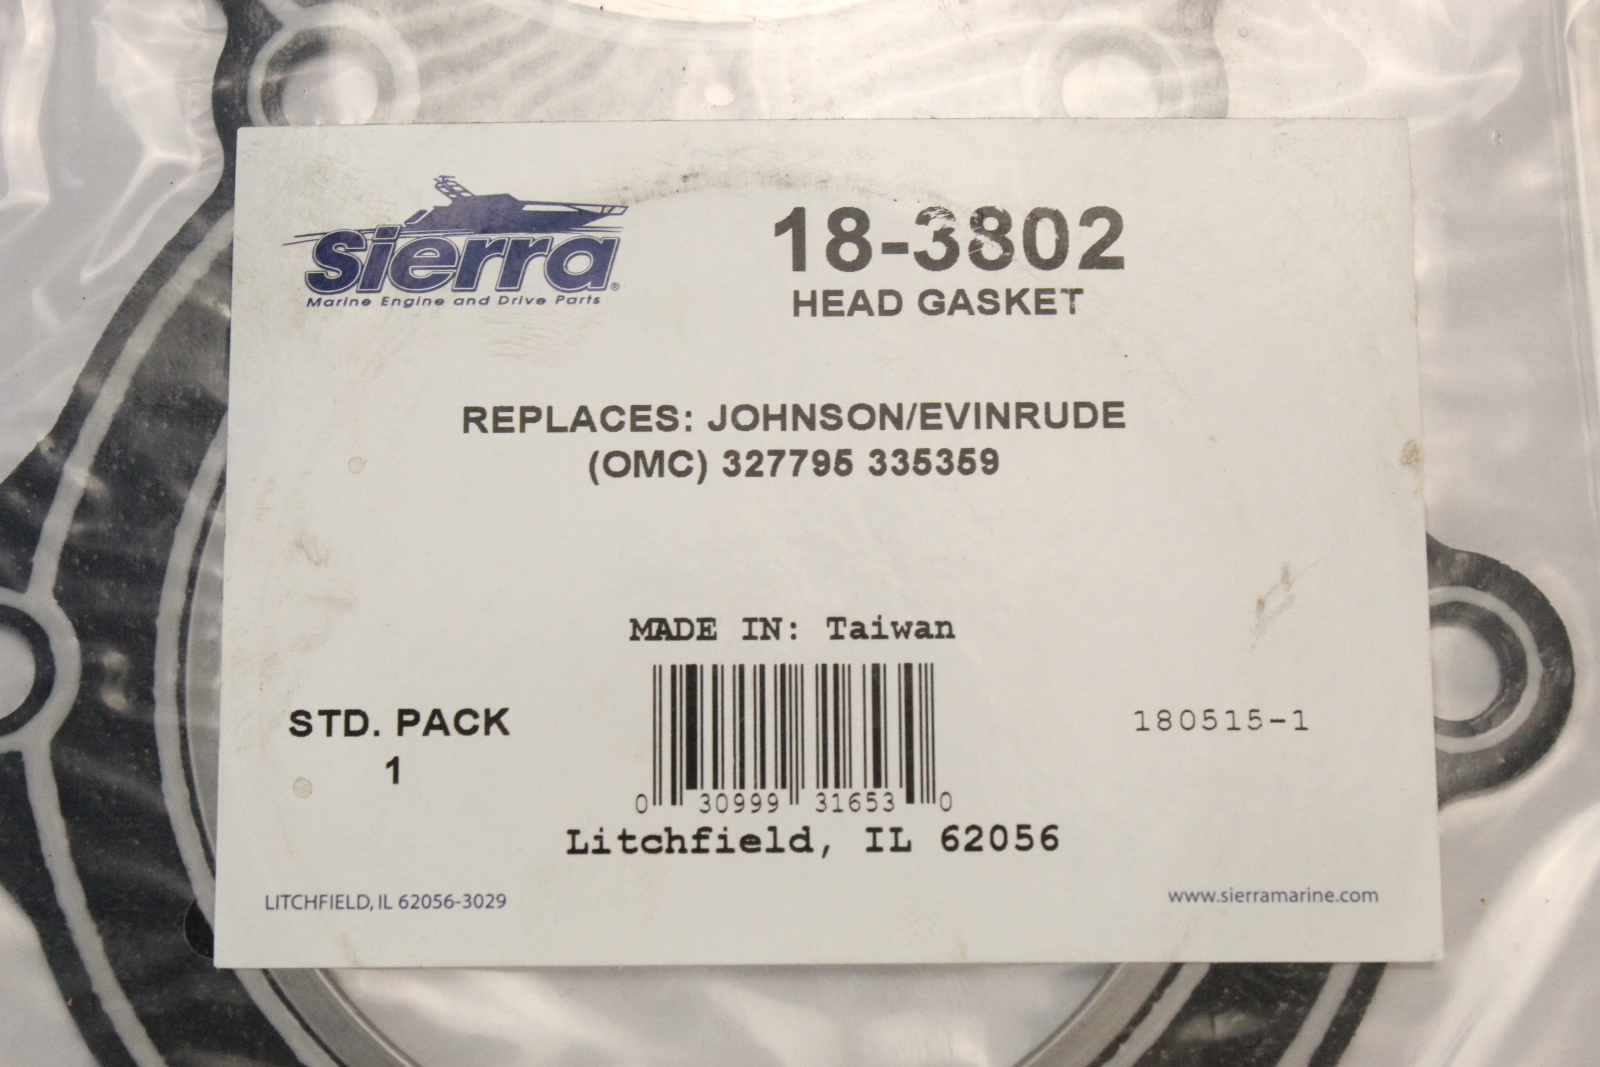 Sierra®
Marine Engine and Drive Parts
18-3802
HEAD GASKET
REPLACES: JOHNSON/EVINRUDE
(OMC) 327795 335359
MADE IN: Taiwan
STD. PACK
1
180515-1
0 30999 31653 0
Litchfield, IL 62056
LITCHFIELD, IL 62056-3029
www.sierramarine.com